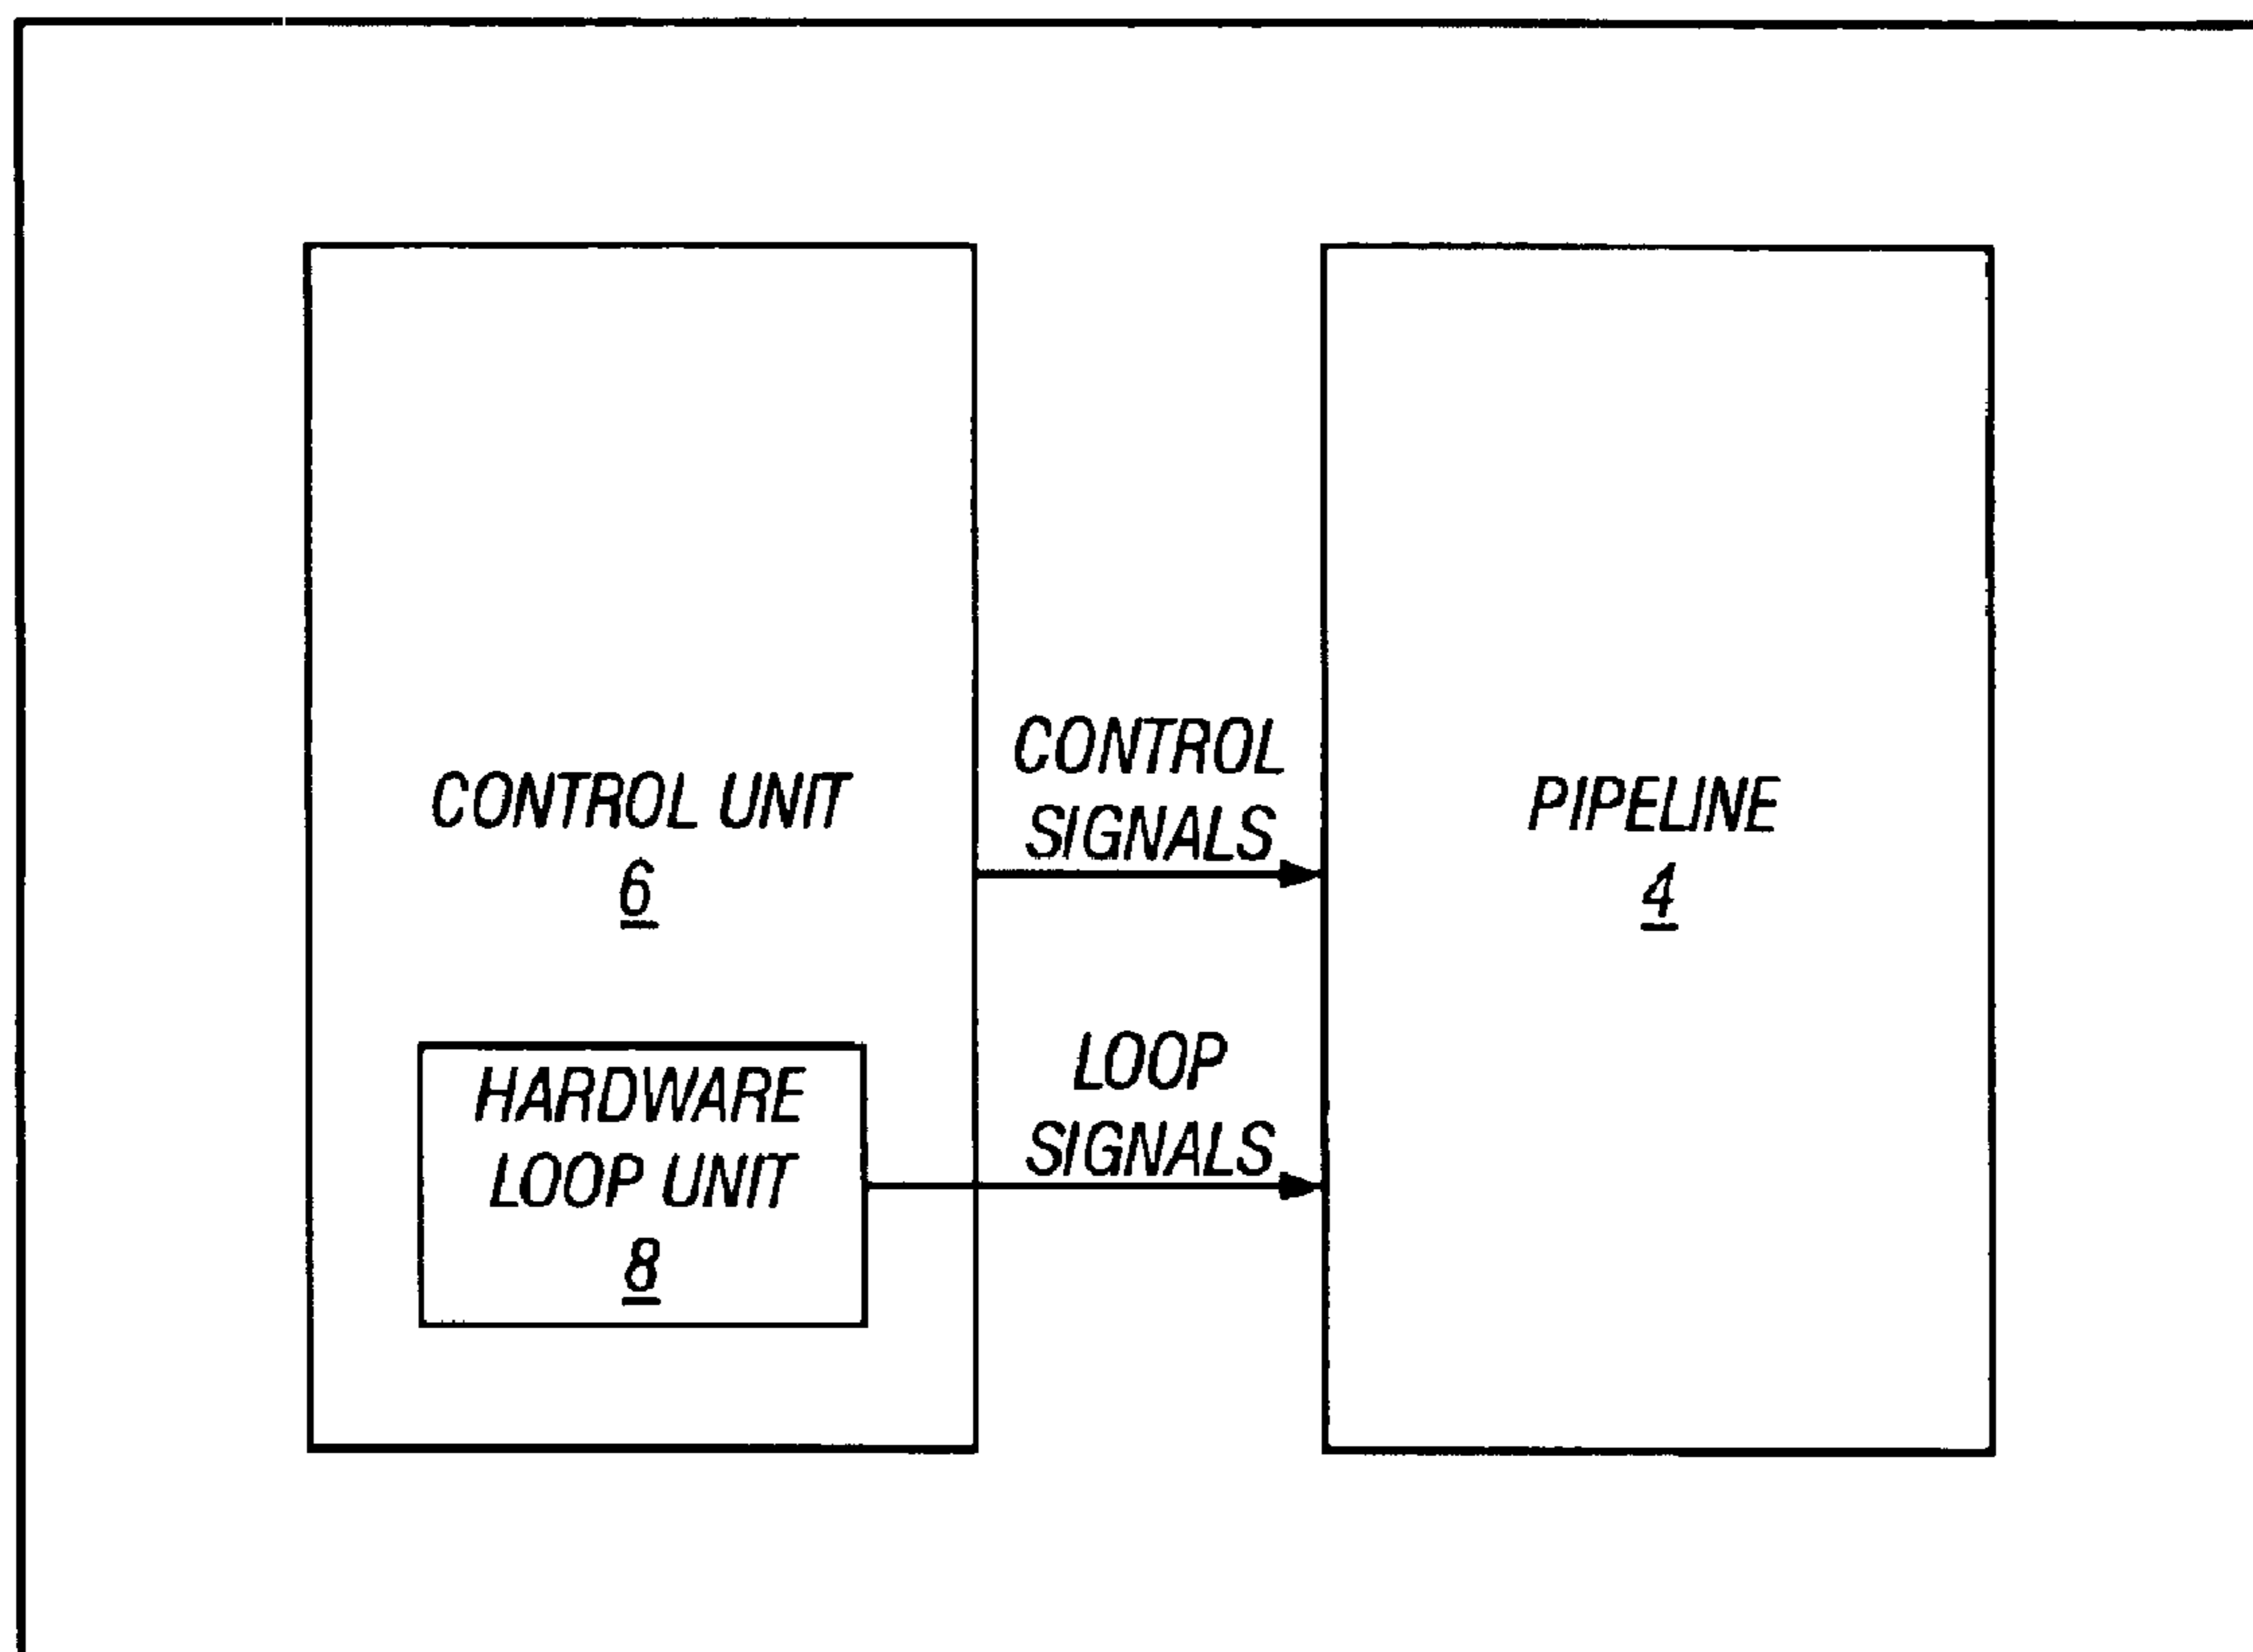 CONTROL UNIT
6
HARDWARE
LOOP UNIT
8
CONTROL
SIGNALS
LOOP
SIGNALS
PIPELINE
4